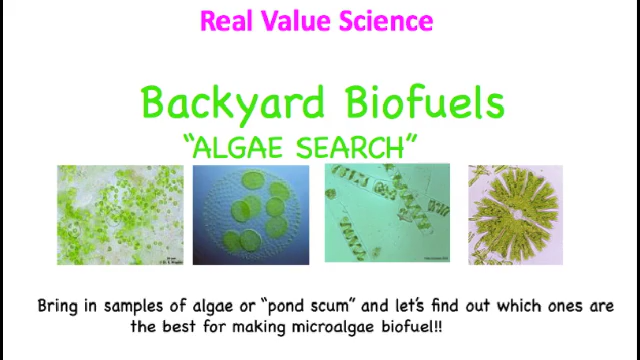 Real Value Science
Backyard Biofuels
“ALGAE SEARCH”
Bring in samples of algae or “pond scum” and let’s find out which ones are
the best for making microalgae biofuel!!